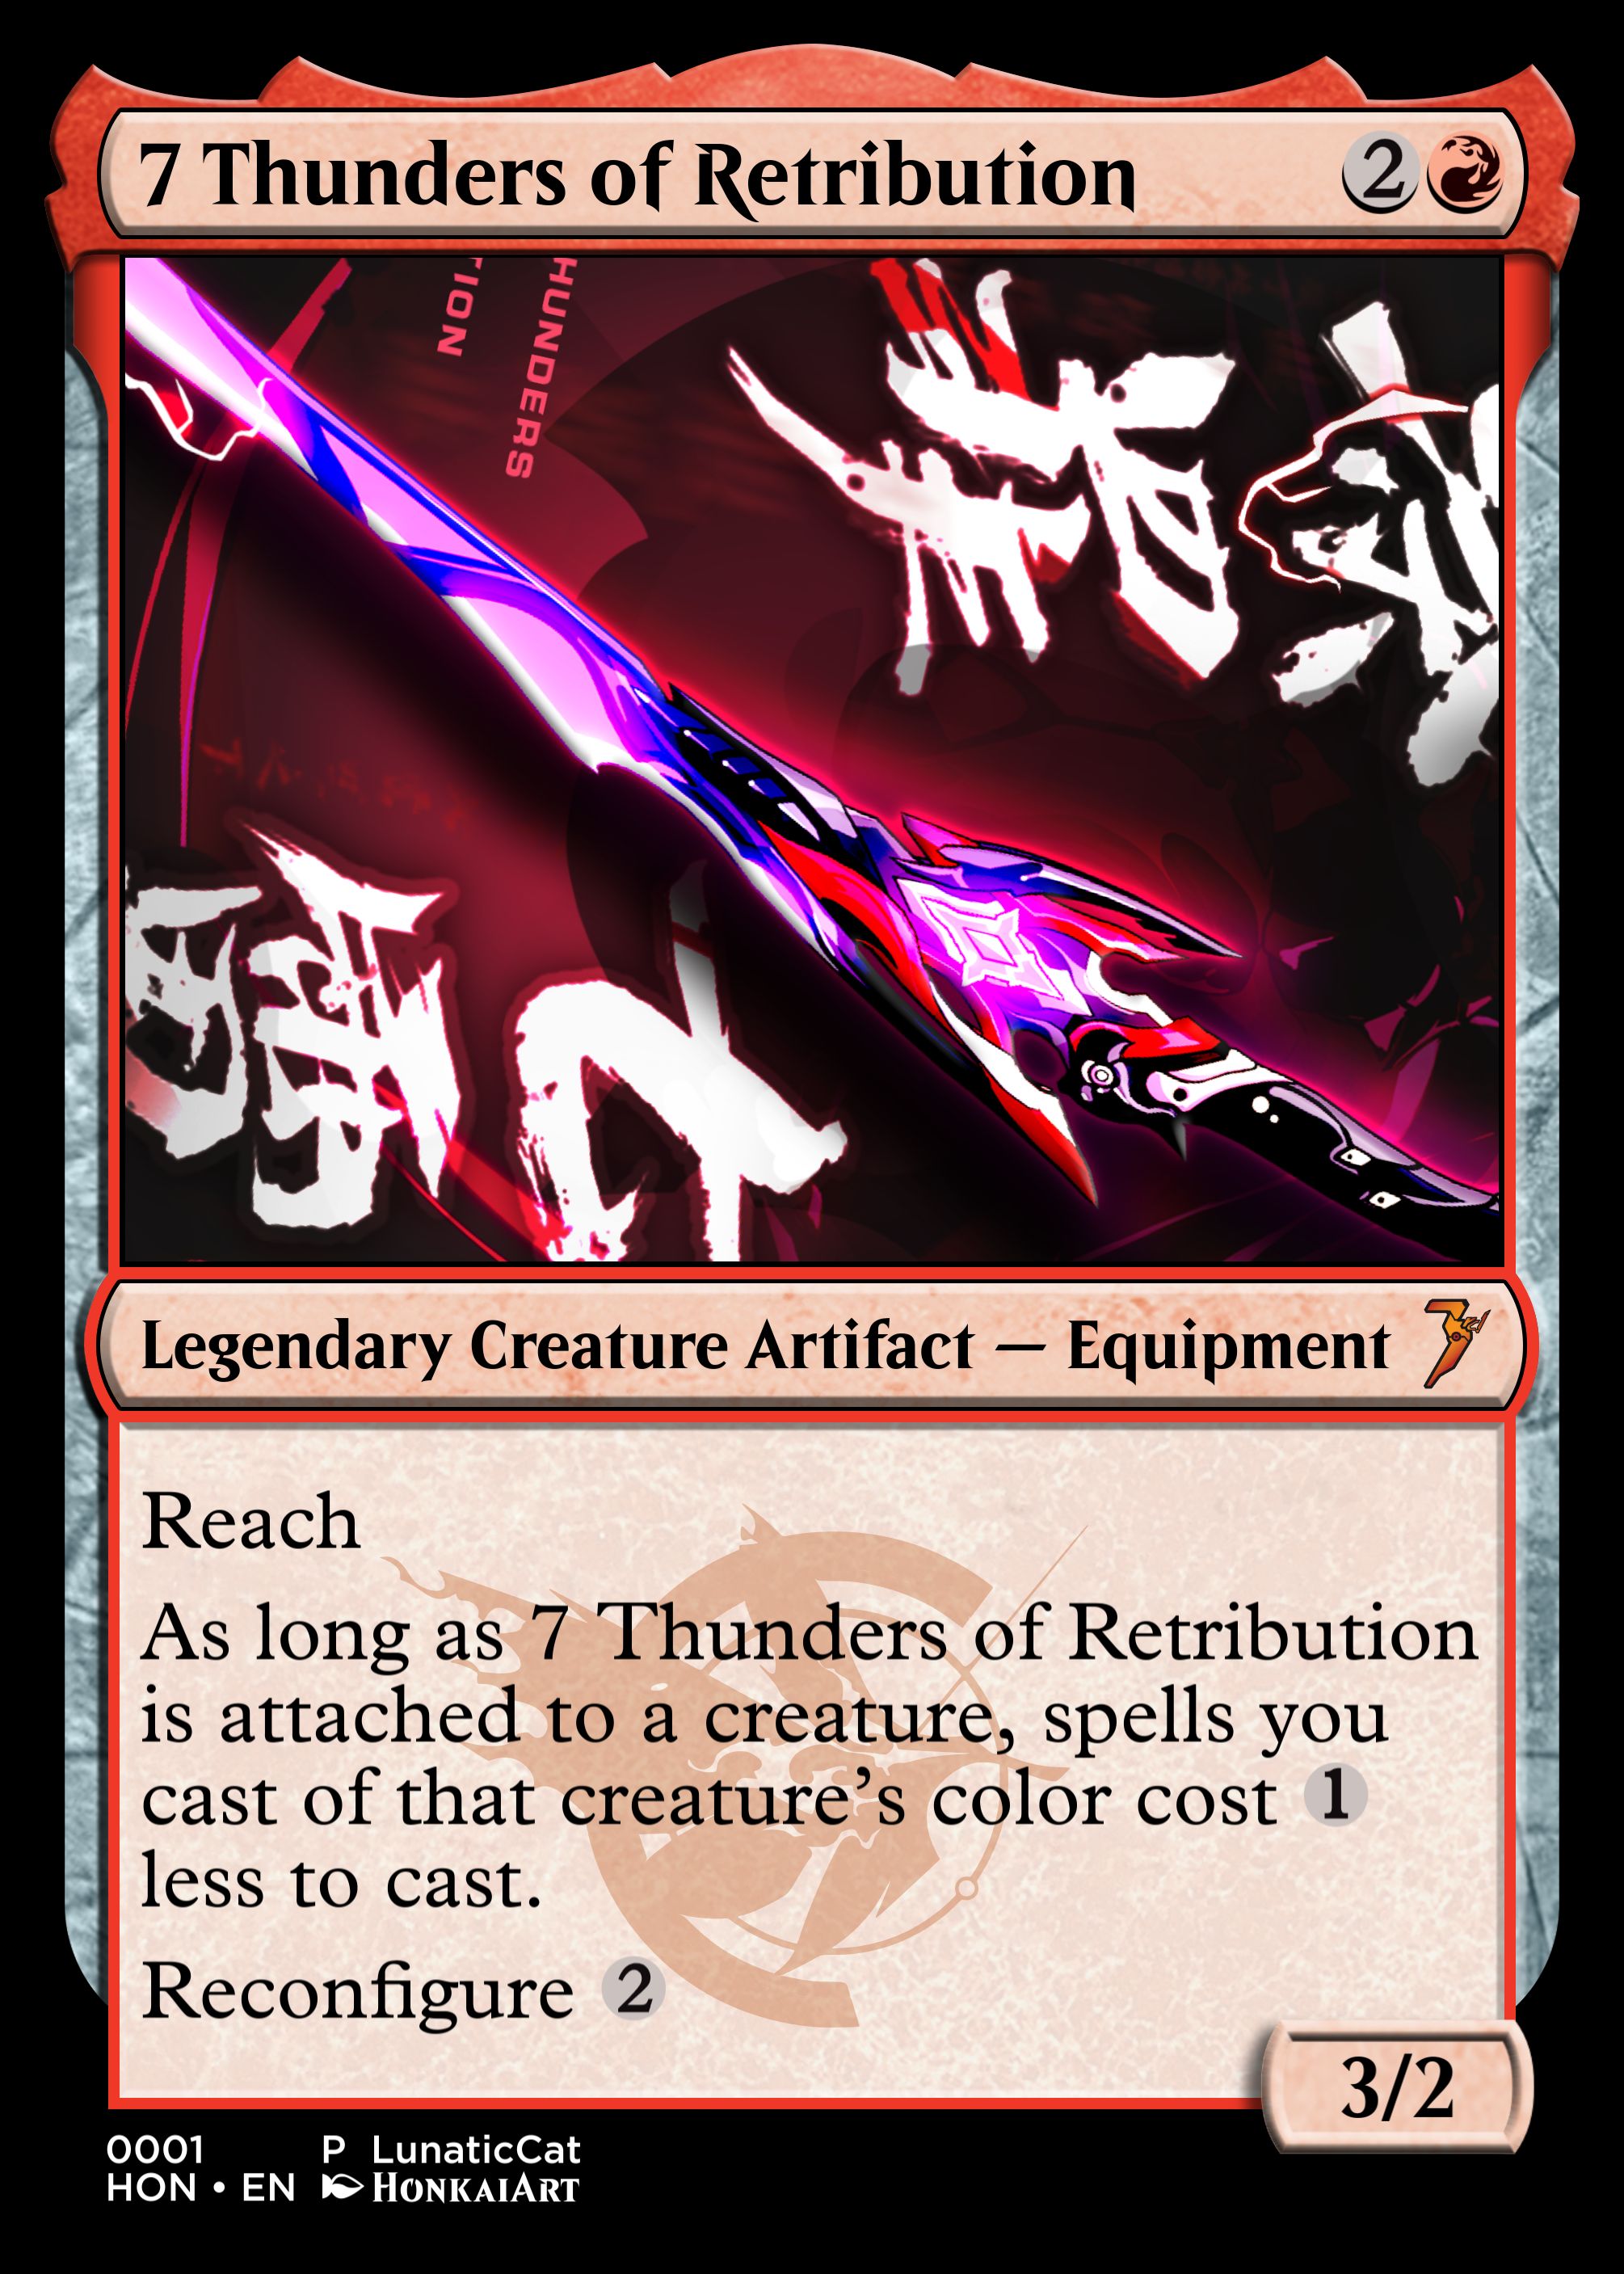 7 Thunders of Retribution 2
TION
HUNDERS
Legendary Creature Artifact — Equipment
Reach
As long as 7 Thunders of Retribution
is attached to a creature, spells you
cast of that creature's color cost 1
less to cast.
Reconfigure 2
3/2
0001 P LunaticCat
HON • EN HonkaiArt